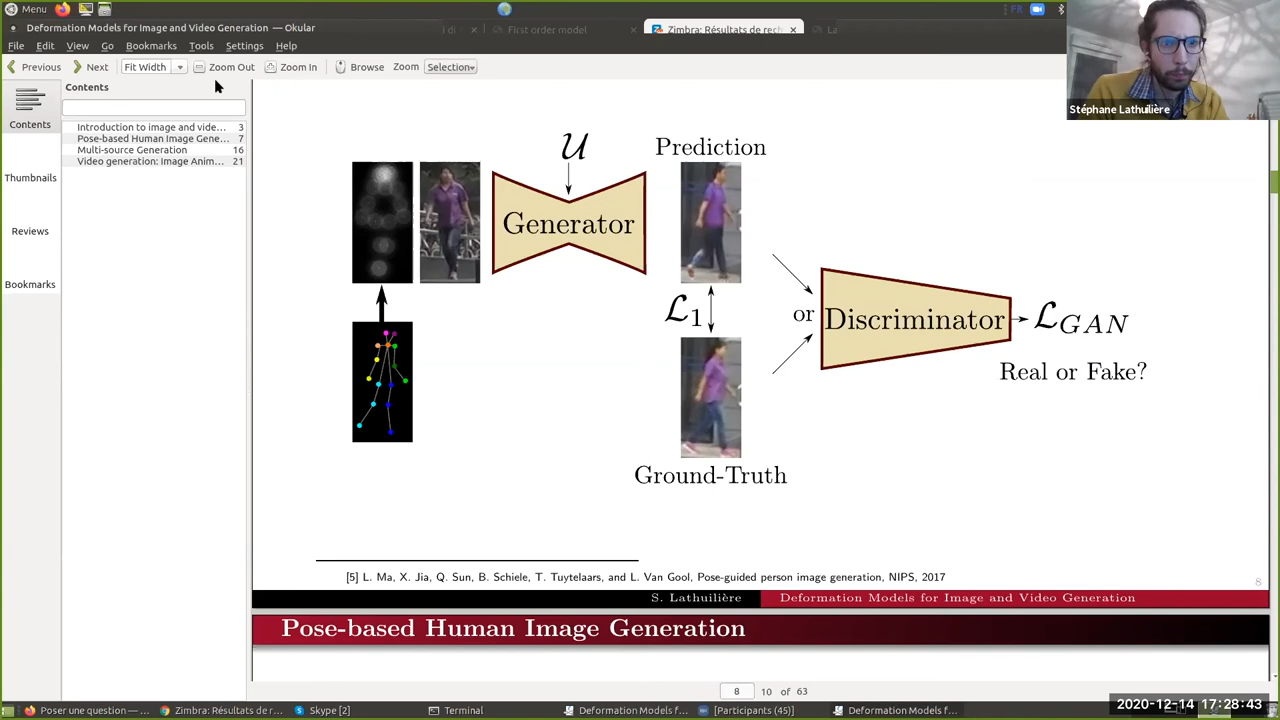 Menu
FR
Deformation Models for Image and Video Generation — Okular
First order model
Zimbra: Résultats de rec
La
File Edit View Go Bookmarks Tools Settings Help
Previous Next Fit Width Zoom Out Zoom In Browse Zoom Selection
Contents
Contents
Introduction to image and vide... 3
Pose-based Human Image Gene... 7
Multi-source Generation 16
Video generation: Image Anim... 21
Thumbnails
Reviews
Bookmarks
Stéphane Lathuilière
U
Prediction
Generator
L1
or
Discriminator
LGAN
Real or Fake?
Ground-Truth
[5] L. Ma, X. Jia, Q. Sun, B. Schiele, T. Tuytelaars, and L. Van Gool, Pose-guided person image generation, NIPS, 2017
8
S. Lathuilière Deformation Models for Image and Video Generation
Pose-based Human Image Generation
8 10 of 63
Poser une question — ... Zimbra: Résultats de r... Skype [2] Terminal Deformation Models f... [Participants (45)] Deformation Models f...
2020-12-14 17:28:43